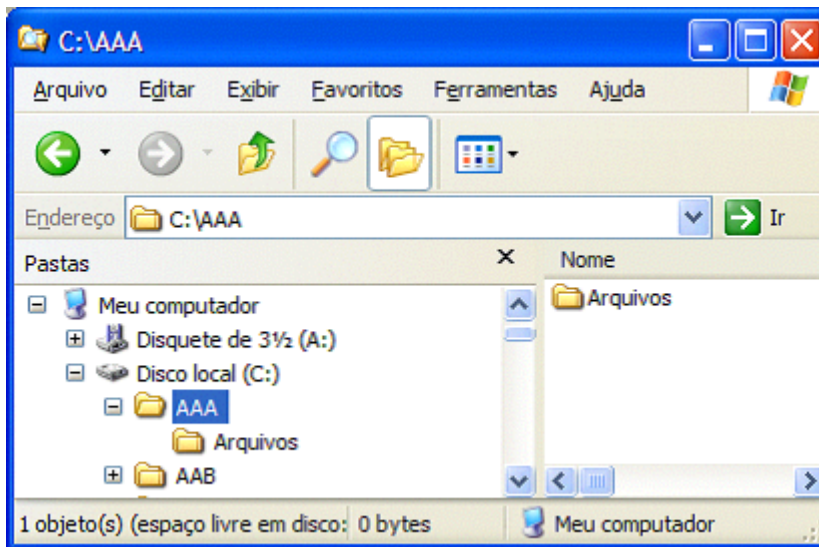 C:\AAA
Arquivo Editar Exibir Favoritos Ferramentas Ajuda
Endereço C:\AAA Ir
Pastas X Nome
Meu computador
Arquivos
Disquete de 3½ (A:)
Disco local (C:)
AAA
Arquivos
AAB
1 objeto(s) (espaço livre em disco: 0 bytes Meu computador